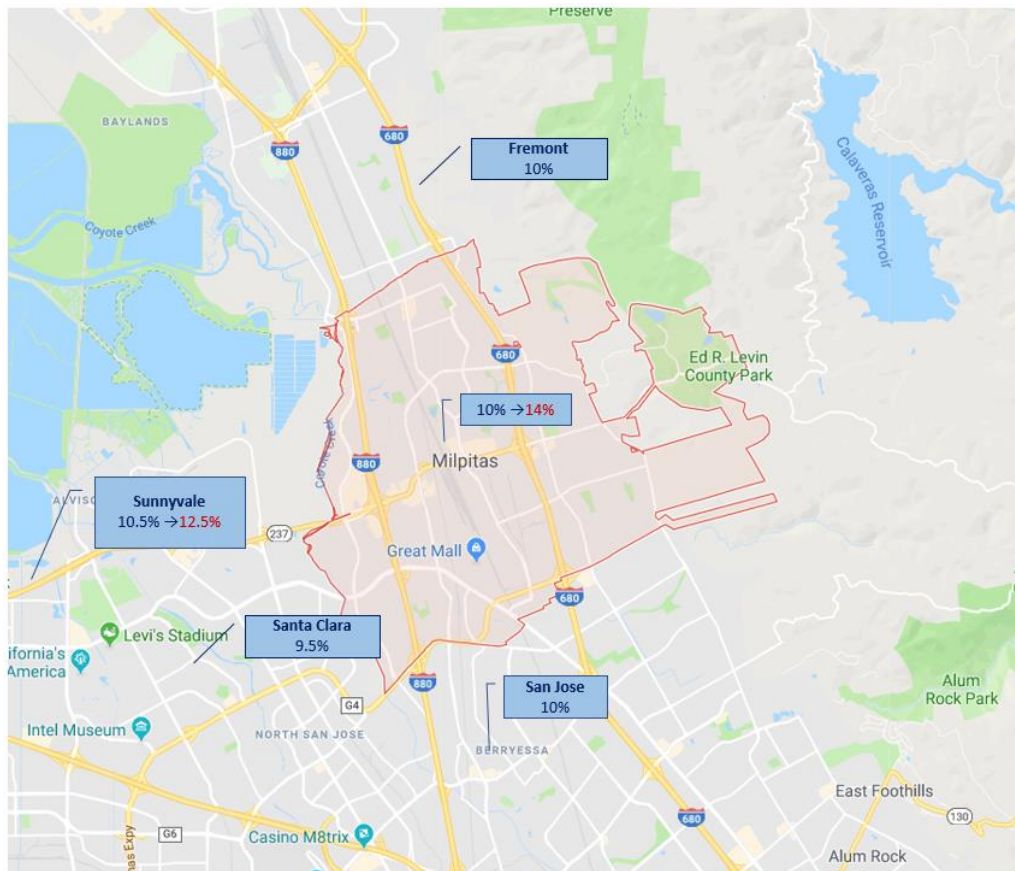 Preserve
BAYLANDS
880
680
Fremont
10%
Calaveras Reservoir
Coyote Creek
680
Ed R. Levin
County Park
10% →14%
Milpitas
Coyote Creek
880
Sunnyvale
10.5% →12.5%
ALVISO
237
Great Mall
680
Santa Clara
9.5%
Levi's Stadium
ifornia's
America
880
San Jose
10%
Alum
Rock Park
G4
Intel Museum
NORTH SAN JOSE
BERRYESSA
East Foothills
130
680
G6
Casino M8trix
mas Expy
Alum Rock